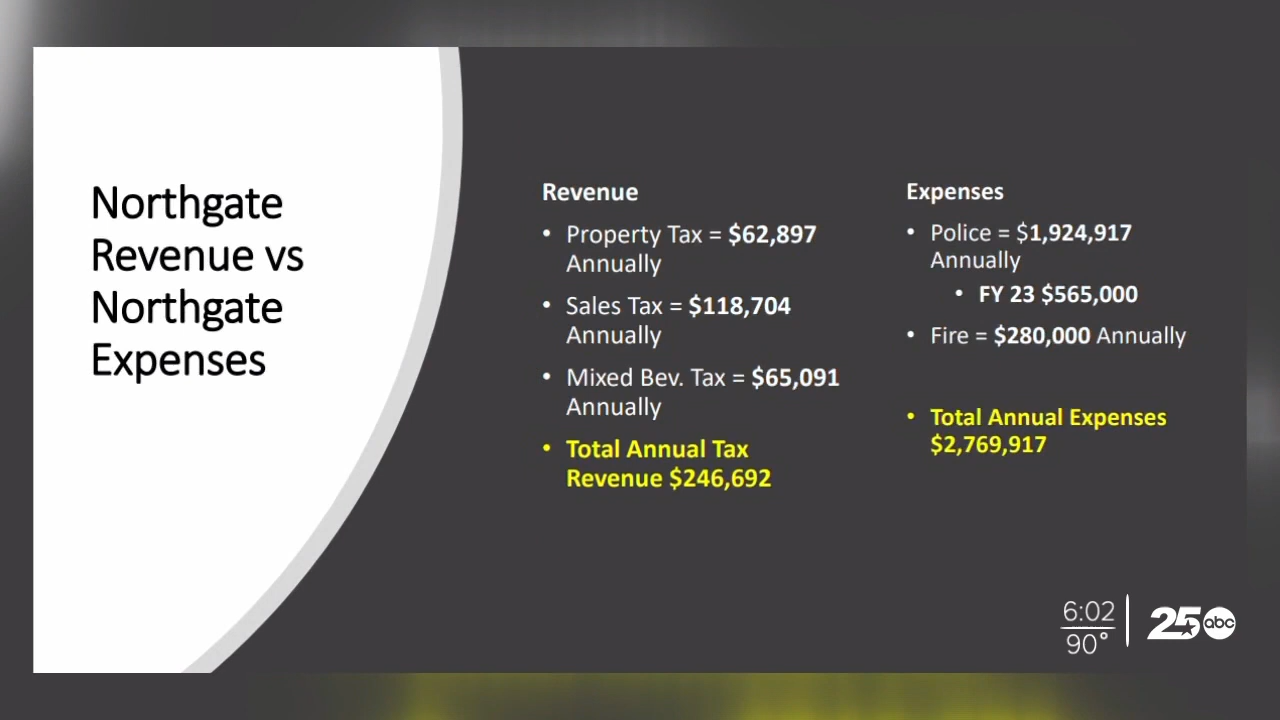 Northgate
Revenue vs
Northgate
Expenses
Revenue
• Property Tax = $62,897
Annually
• Sales Tax = $118,704
Annually
• Mixed Bev. Tax = $65,091
Annually
• Total Annual Tax
Revenue $246,692
Expenses
• Police = $1,924,917
Annually
• FY 23 $565,000
• Fire = $280,000 Annually
• Total Annual Expenses
$2,769,917
6:02
90°
25 abc